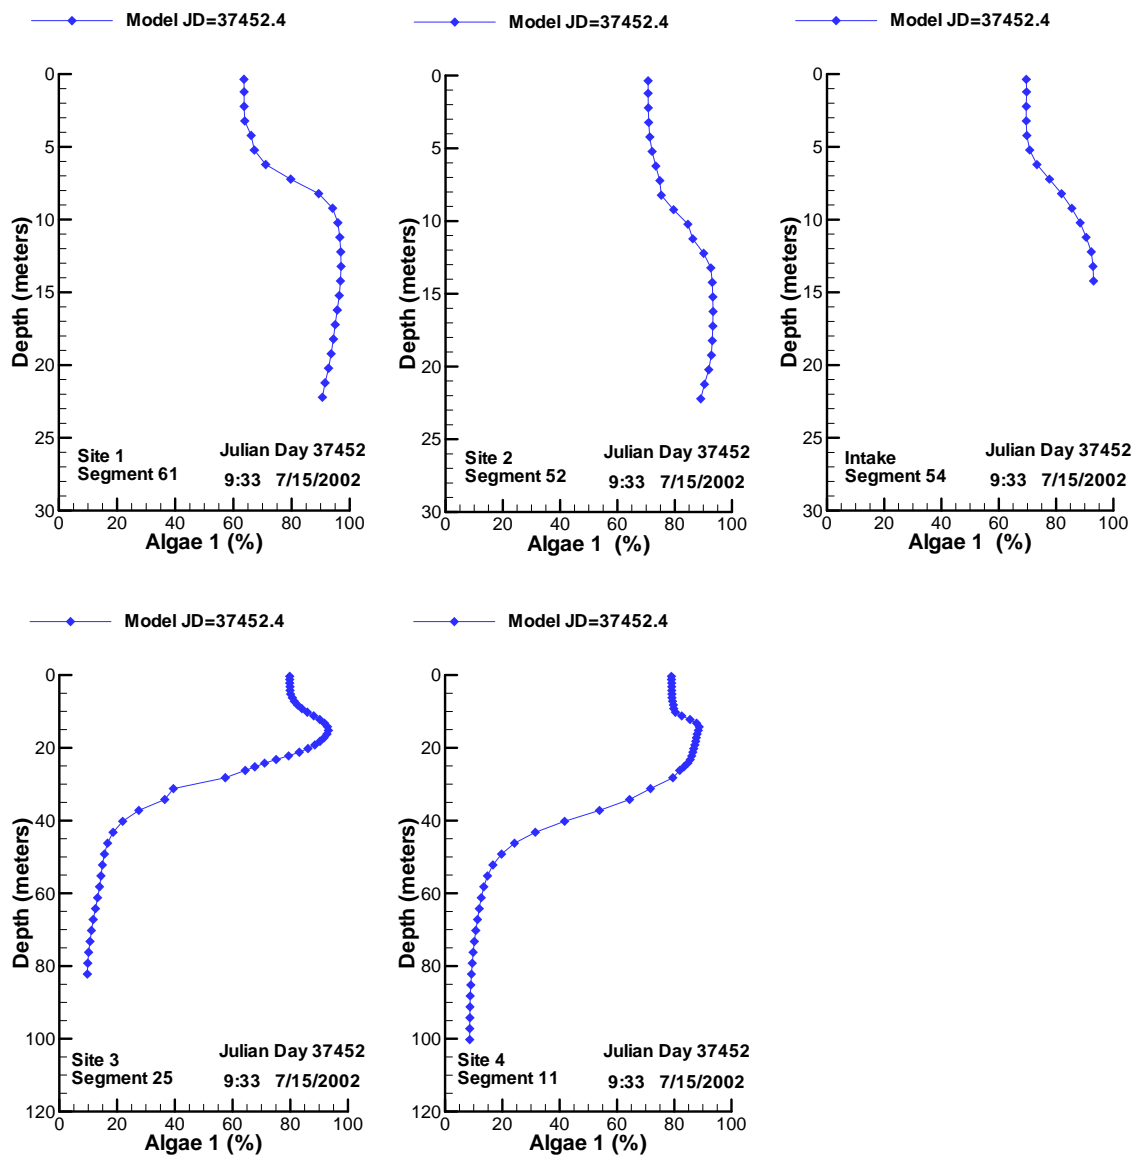 Model JD=37452.4
Model JD=37452.4
Model JD=37452.4
0
5
10
15
20
25
30
Depth (meters)
Site 1
Segment 61
Julian Day 37452
9:33 7/15/2002
0 20 40 60 80 100
Algae 1 (%)
0
5
10
15
20
25
30
Depth (meters)
Site 2
Segment 52
Julian Day 37452
9:33 7/15/2002
0 20 40 60 80 100
Algae 1 (%)
0
5
10
15
20
25
30
Depth (meters)
Intake
Segment 54
Julian Day 37452
9:33 7/15/2002
0 20 40 60 80 100
Algae 1 (%)
Model JD=37452.4
Model JD=37452.4
0
20
40
60
80
100
120
Depth (meters)
Site 3
Segment 25
Julian Day 37452
9:33 7/15/2002
0 20 40 60 80 100
Algae 1 (%)
0
20
40
60
80
100
120
Depth (meters)
Site 4
Segment 11
Julian Day 37452
9:33 7/15/2002
0 20 40 60 80 100
Algae 1 (%)